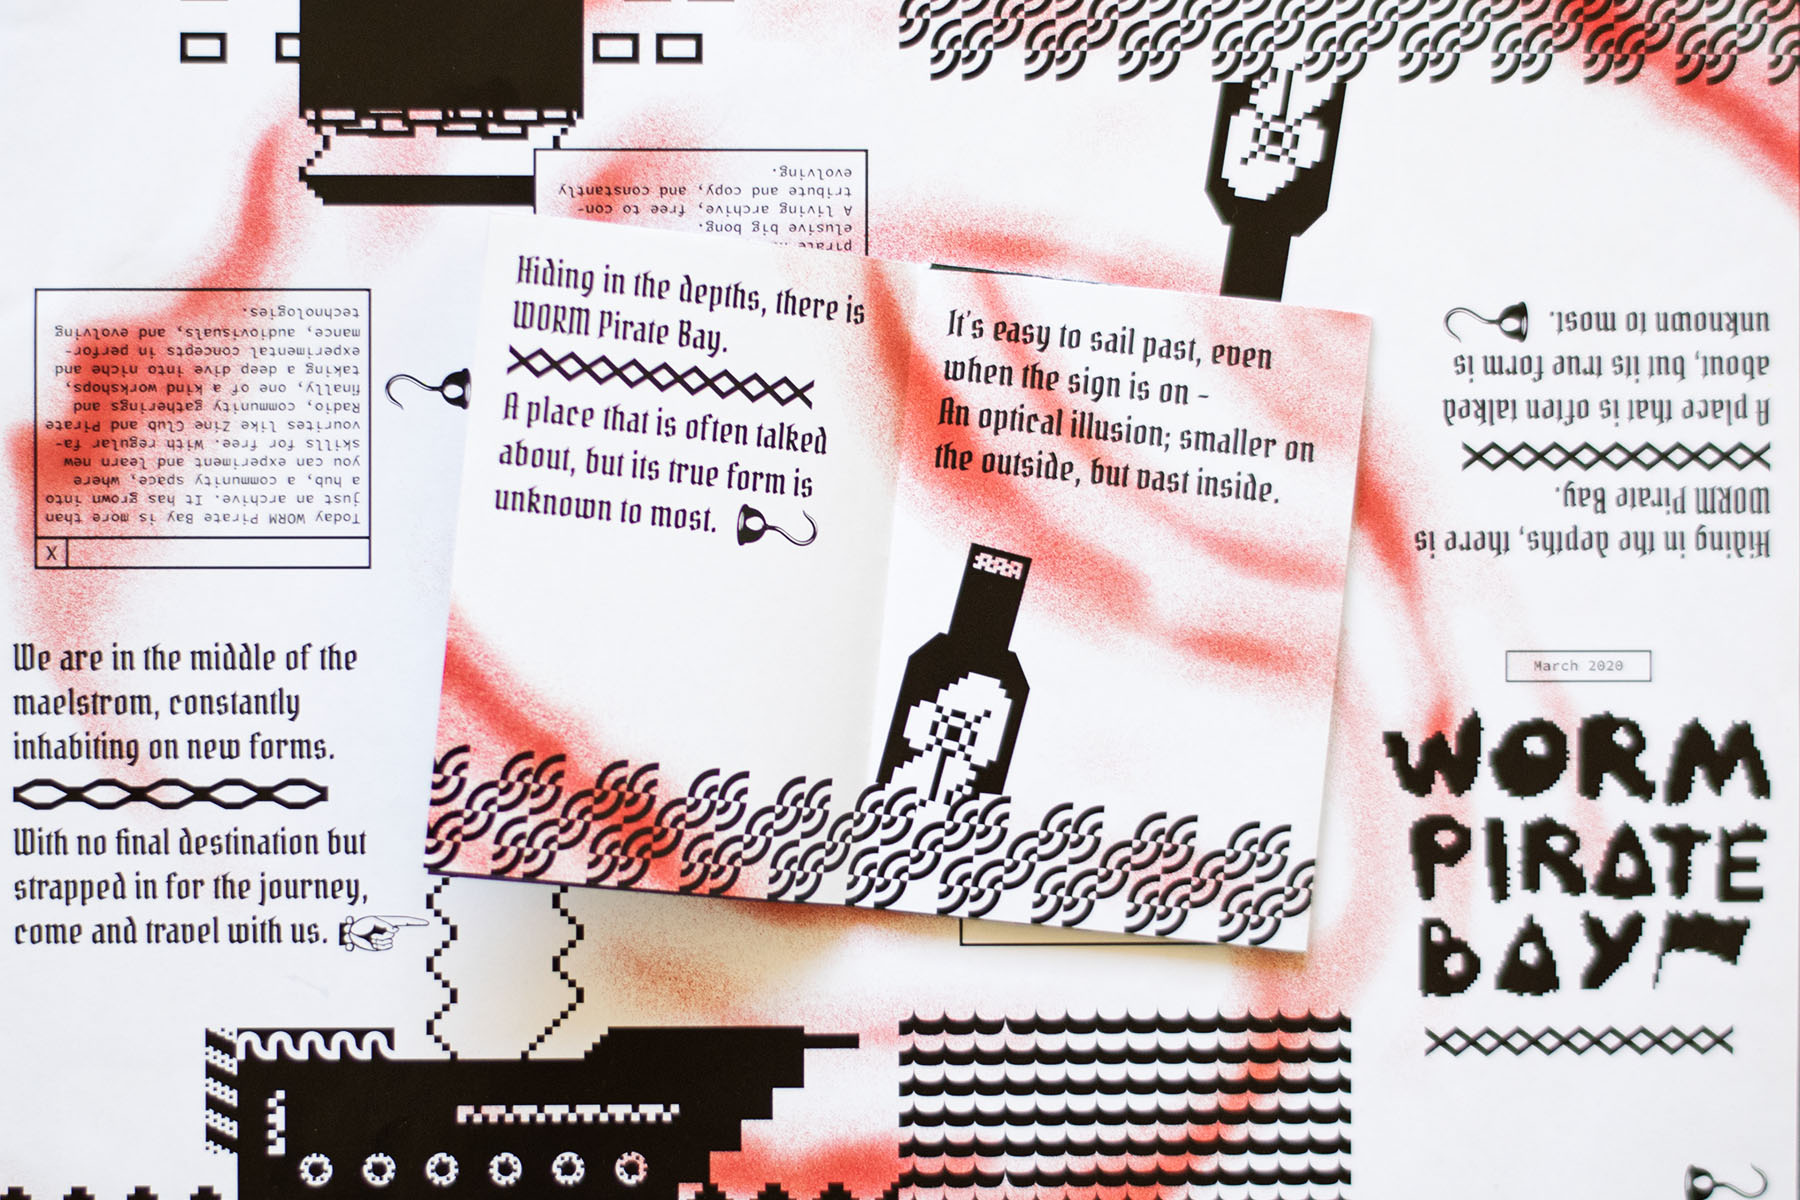 evolving.
tribute and copy, and constantly
A living archive, free to con-
elusive big bong.
pirate
technologies.
mance, audiovisuals, and evolving
experimental concepts in perfor-
taking a deep dive into niche and
finally, one of a kind workshops,
Radio, community gatherings and
vourites like Zine Club and Pirate
skills for free. With regular fa-
you can experiment and learn new
a hub, a community space, where
just an archive. It has grown into
Today WORM Pirate Bay is more than
X
We are in the middle of the
maelstrom, constantly
inhabiting on new forms.
With no final destination but
strapped in for the journey,
come and travel with us.
Hiding in the depths, there is
WORM Pirate Bay.
A place that is often talked
about, but its true form is
unknown to most.
It's easy to sail past, even
when the sign is on -
An optical illusion; smaller on
the outside, but vast inside.
unknown to most.
about, but its true form is
A place that is often talked
WORM Pirate Bay.
Hiding in the depths, there is
March 2020
WORM
PIRATE
BAY